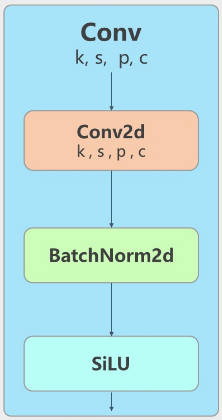 Conv
k, s, p, c
Conv2d
k , s , p , c
BatchNorm2d
SiLU